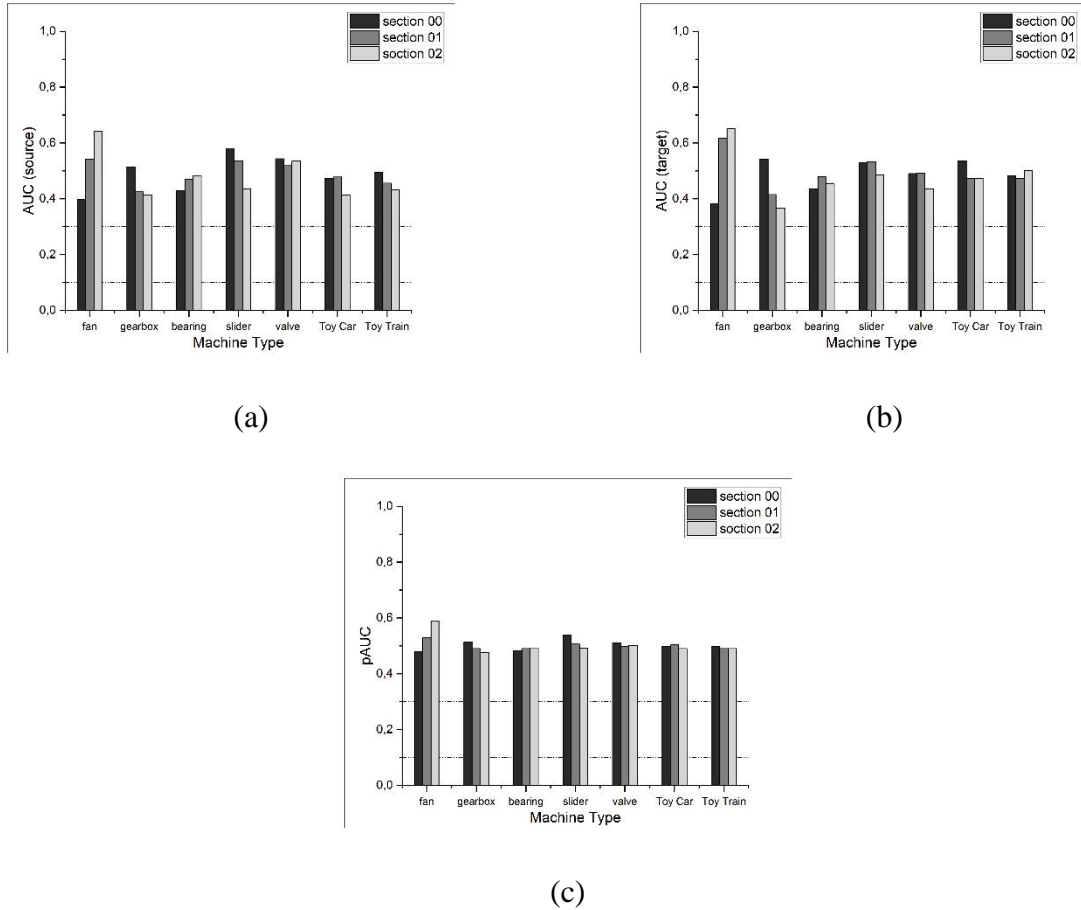 section 00
section 01
soction 02
1,0
0,8
0,6
0,4
0,2
0,0
AUC (source)
fan gearbox bearing slider valve Toy Car Toy Train
Machine Type
(a)
section 00
section 01
soction 02
1,0
0,8
0,6
0,4
0,2
0,0
AUC (target)
fan gearbox bearing slider valve Toy Car Toy Train
Machine Type
(b)
section 00
section 01
soction 02
1,0
0,8
0,6
0,4
0,2
0,0
pAUC
fan gearbox bearing slider valve Toy Car Toy Train
Machine Type
(c)